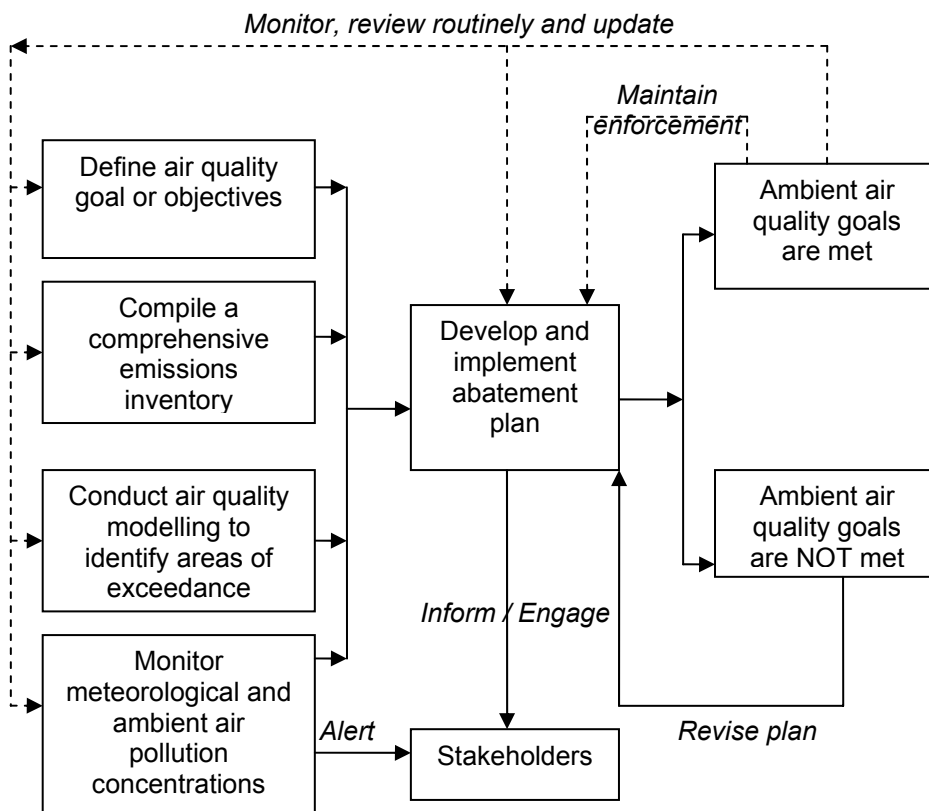 Monitor, review routinely and update
Maintain
enforcement
Define air quality
goal or objectives
Ambient air
quality goals
are met
Compile a
comprehensive
emissions
inventory
Develop and
implement
abatement
plan
Conduct air quality
modelling to
identify areas of
exceedance
Ambient air
quality goals
are NOT met
Inform / Engage
Monitor
meteorological and
ambient air
pollution
concentrations
Alert
Stakeholders
Revise plan